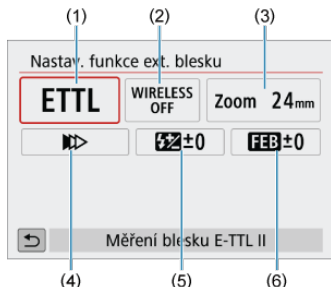 (1) (2) (3)
Nastav. funkce ext. blesku
ETTL WIRELESS OFF Zoom 24mm
±0 FEB±0
Měření blesku E-TTL II
(4) (5) (6)